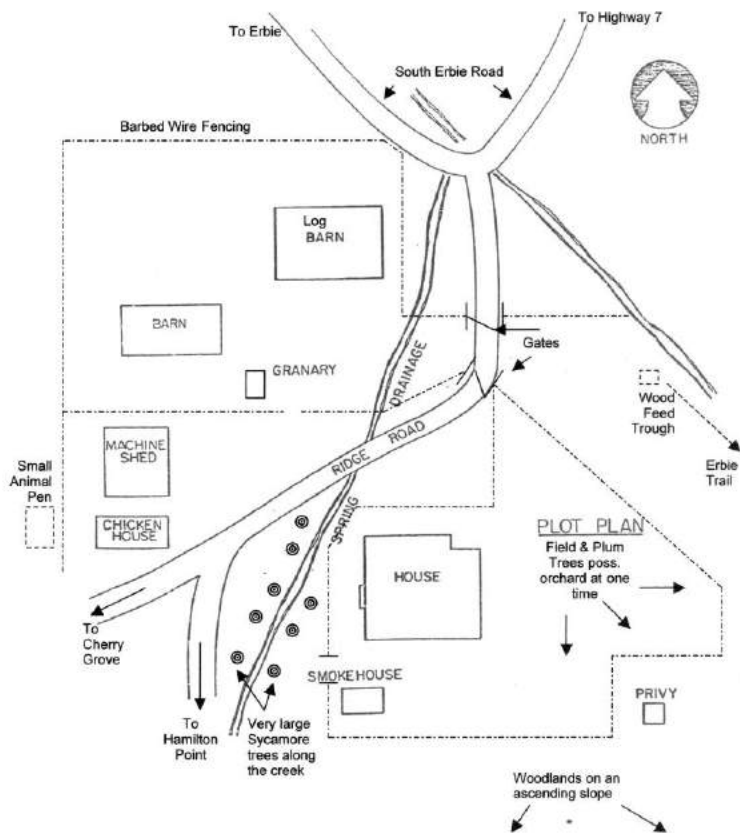 To Erbie
To Highway 7
South Erbie Road
NORTH
Barbed Wire Fencing
Log
BARN
BARN
GRANARY
DRAINAGE
Gates
Wood
Feed
Trough
Erbie
Trail
MACHINE
SHED
Small
Animal
Pen
CHICKEN
HOUSE
RIDGE ROAD
SPRING
PLOT PLAN
Field & Plum
Trees poss.
orchard at one
time
HOUSE
To
Cherry
Grove
SMOKEHOUSE
PRIVY
To
Hamilton
Point
Very large
Sycamore
trees along
the creek
Woodlands on an
ascending slope